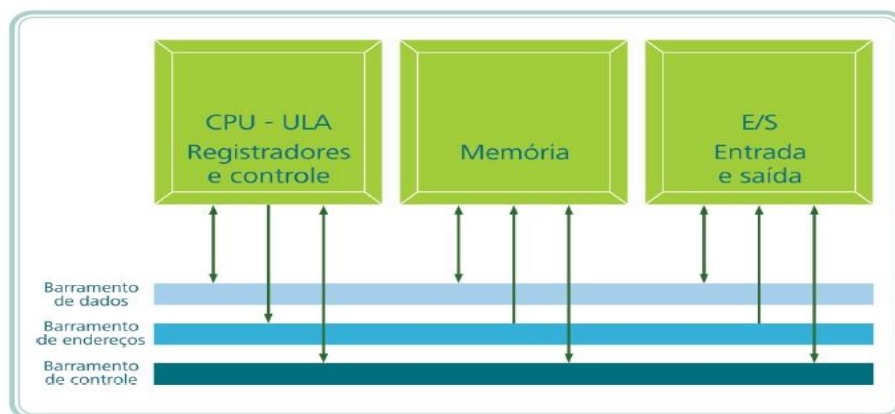 CPU - ULA
Registradores
e controle
Memória
E/S
Entrada
e saída
Barramento
de dados
Barramento
de endereços
Barramento
de controle